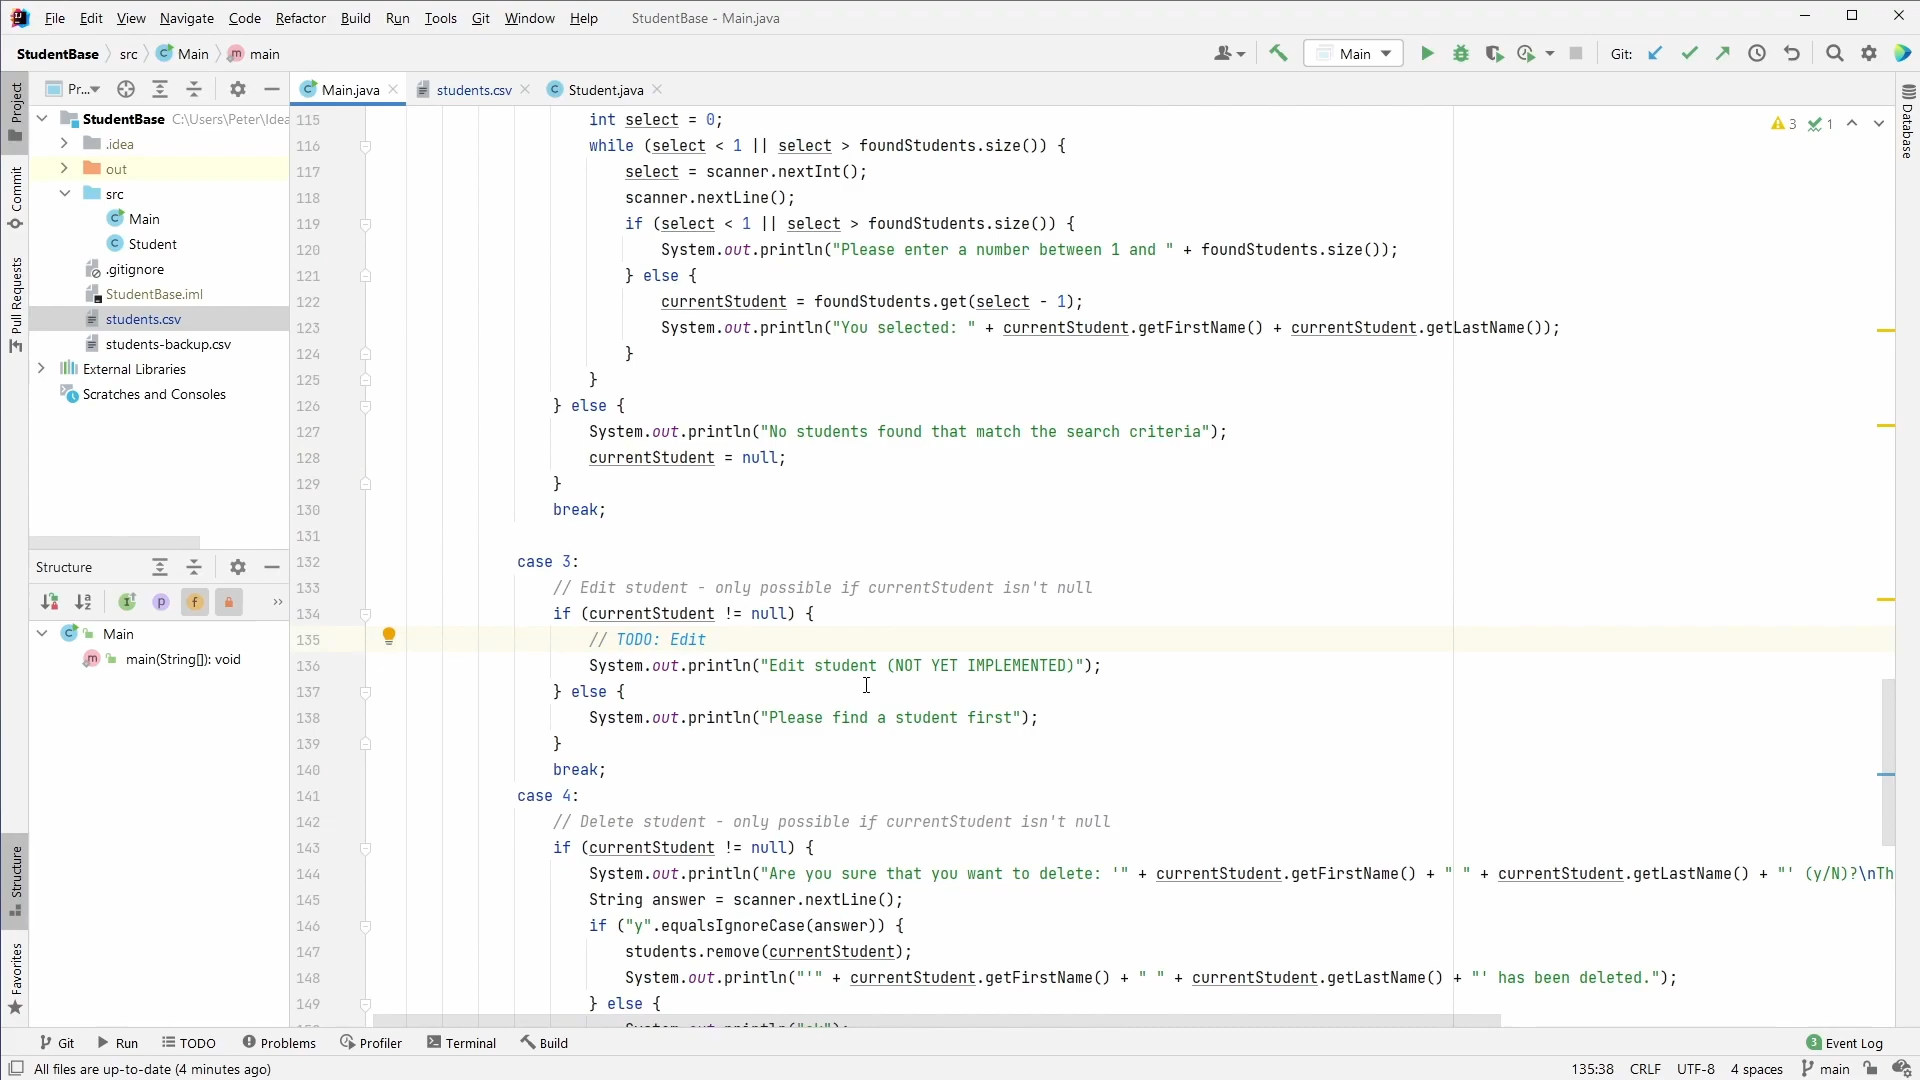 File Edit View Navigate Code Refactor Build Run Tools Git Window Help StudentBase - Main.java
StudentBase src Main main Main Git:
Project
Commit
Pull Requests
Structure
Favorites
Pr...
StudentBase C:\Users\Peter\Idea
.idea
out
src
Main
Student
.gitignore
StudentBase.iml
students.csv
students-backup.csv
External Libraries
Scratches and Consoles
Structure
Main
main(String[]): void
Main.java students.csv Student.java
3 1
115 int select = 0;
116 while (select < 1 || select > foundStudents.size()) {
117 select = scanner.nextInt();
118 scanner.nextLine();
119 if (select < 1 || select > foundStudents.size()) {
120 System.out.println("Please enter a number between 1 and " + foundStudents.size());
121 } else {
122 currentStudent = foundStudents.get(select - 1);
123 System.out.println("You selected: " + currentStudent.getFirstName() + currentStudent.getLastName());
124 }
125 }
126 } else {
127 System.out.println("No students found that match the search criteria");
128 currentStudent = null;
129 }
130 break;
131
132 case 3:
133 // Edit student - only possible if currentStudent isn't null
134 if (currentStudent != null) {
135 // TODO: Edit
136 System.out.println("Edit student (NOT YET IMPLEMENTED)");
137 } else {
138 System.out.println("Please find a student first");
139 }
140 break;
141 case 4:
142 // Delete student - only possible if currentStudent isn't null
143 if (currentStudent != null) {
144 System.out.println("Are you sure that you want to delete: '" + currentStudent.getFirstName() + " " + currentStudent.getLastName() + "' (y/N)?\nTh
145 String answer = scanner.nextLine();
146 if ("y".equalsIgnoreCase(answer)) {
147 students.remove(currentStudent);
148 System.out.println("'" + currentStudent.getFirstName() + " " + currentStudent.getLastName() + "' has been deleted.");
149 } else {
Database
Git Run TODO Problems Profiler Terminal Build 3 Event Log
All files are up-to-date (4 minutes ago) 135:38 CRLF UTF-8 4 spaces main